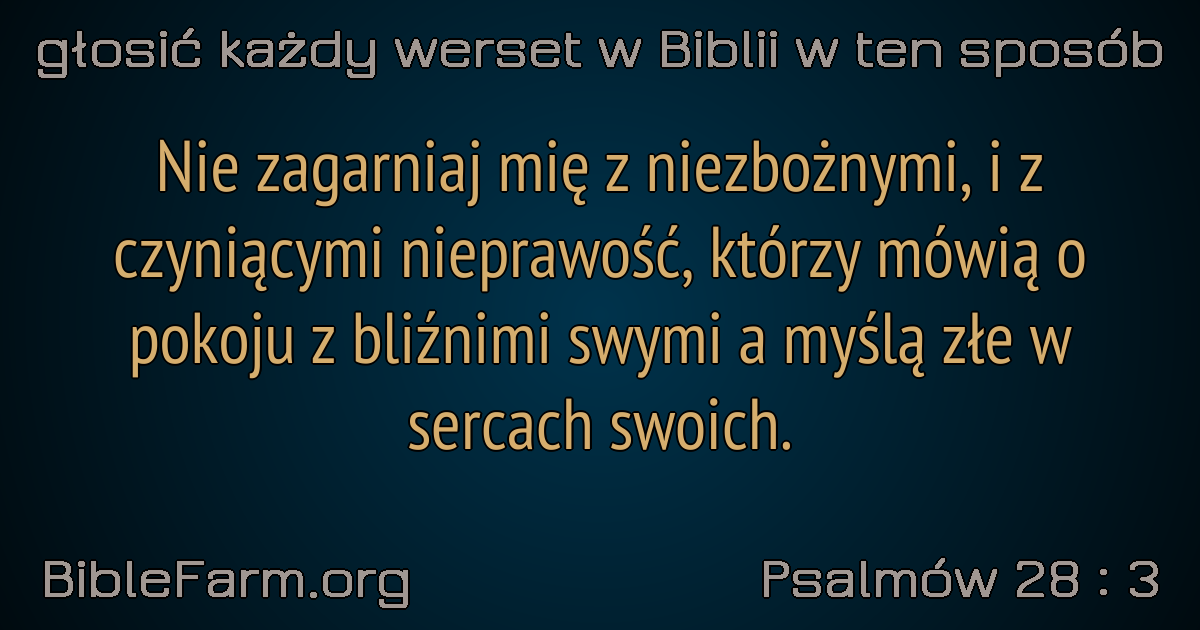 głosić każdy werset w Biblii w ten sposób
Nie zagarniaj mię z niezbożnymi, i z
czyniącymi nieprawość, którzy mówią o
pokoju z bliźnimi swymi a myślą złe w
sercach swoich.
BibleFarm.org
Psalmów 28 : 3